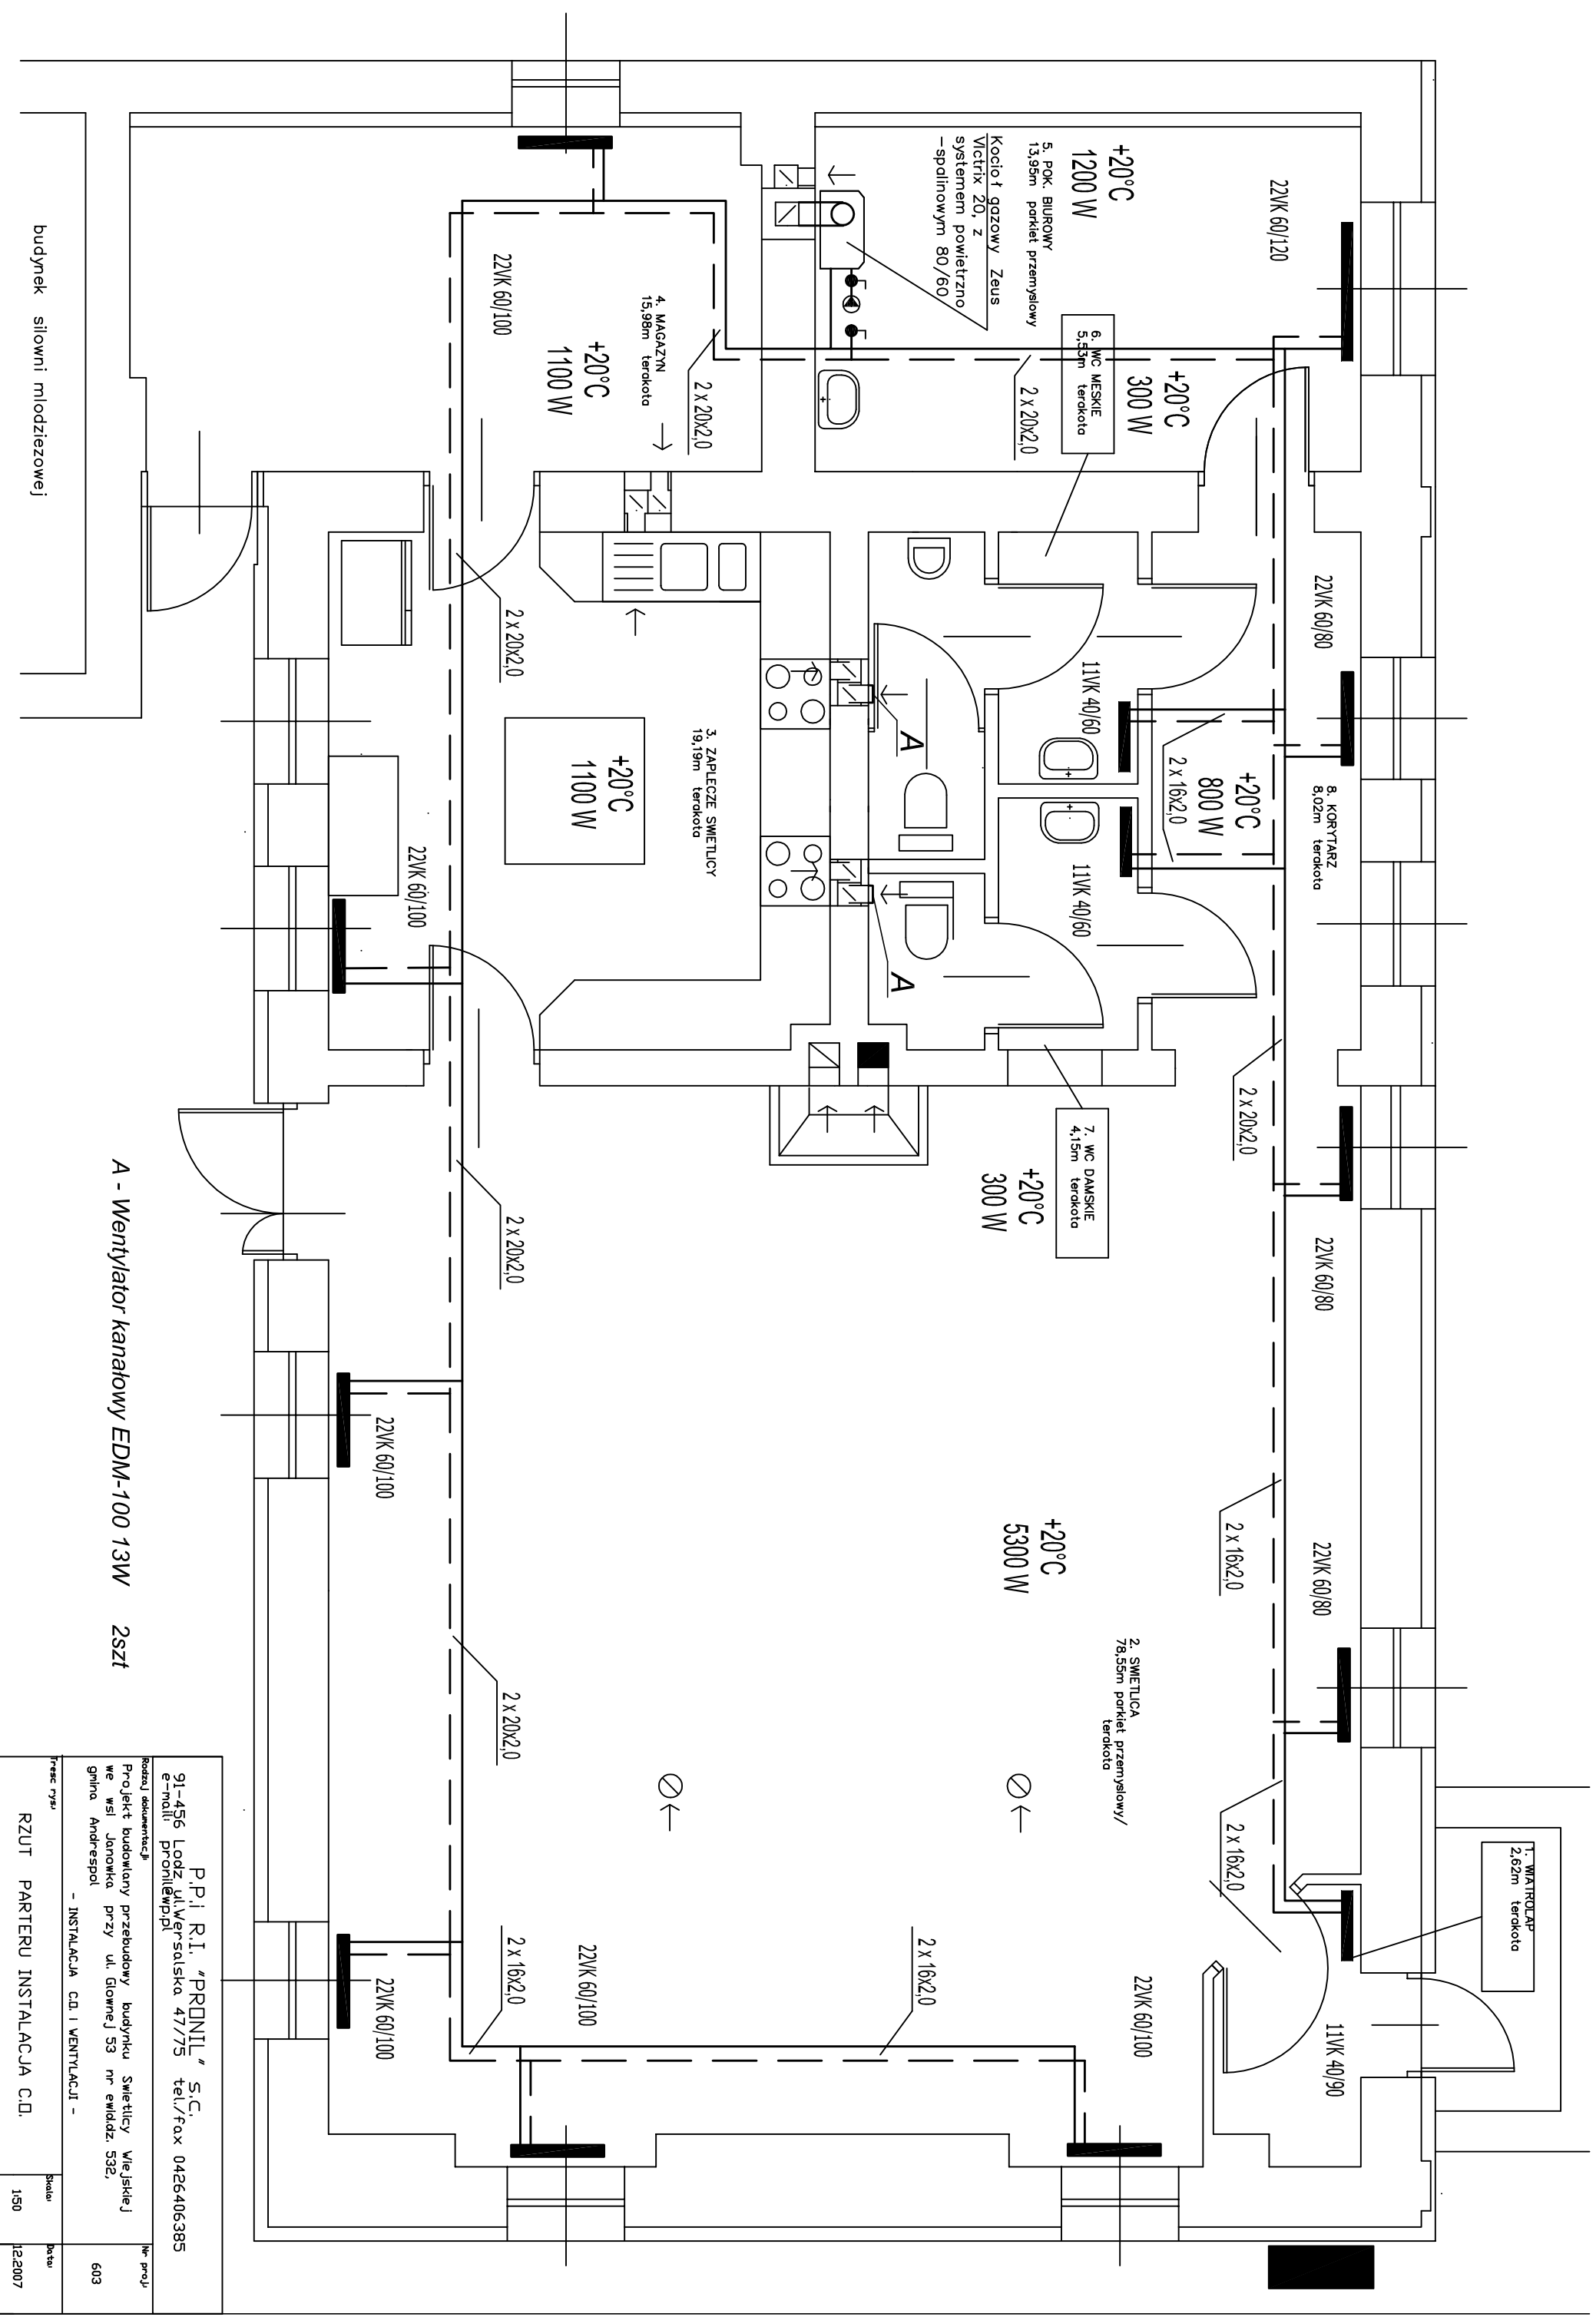 22VK 60/120
+20°C
1200 W
5. POK. BIUROWY
13,95m parkiet przemyslowy
Kocioł gazowy Zeus
Victrix 20, z
systemem powietrzno
-spalinowym 80/60
6. WC MESKIE
5,53m terakota
+20°C
300 W
2 x 20x2,0
22VK 60/80
8. KORYTARZ
8,02m terakota
+20°C
800 W
2 x 16x2,0
11VK 40/60
11VK 40/60
A
A
2 x 20x2,0
22VK 60/80
7. WC DAMSKIE
4,15m terakota
+20°C
300 W
22VK 60/80
2 x 16x2,0
+20°C
5300 W
2. SWIETLICA
78,55m parkiet przemyslowy/
terakota
2 x 16x2,0
1. WIATROLAP
2,62m terakota
11VK 40/90
22VK 60/100
2 x 16x2,0
22VK 60/100
2 x 16x2,0
2 x 20x2,0
4. MAGAZYN
15,98m terakota
+20°C
1100 W
22VK 60/100
2 x 20x2,0
3. ZAPLECZE SWIETLICY
19,19m terakota
+20°C
1100 W
22VK 60/100
2 x 20x2,0
22VK 60/100
2 x 20x2,0
22VK 60/100
budynek silowni mlodziezowej
A - Wentylator kanałowy EDM-100 13W 2szt
P.P.i R.I. "PRONIL" S.C.
91-456 Lodz ul.Wersalska 47/75 tel./fax 0426406385
e-mail: pronil@wp.pl
Rodzaj dokumentacji:
Projekt budowlany przebudowy budynku Swietlicy Wiejskiej
we wsi Janowka przy ul. Glownej 53 nr ewid.dz. 532,
gmina Andrespol
- INSTALACJA C.O. I WENTYLACJI -
Nr proj.:
603
Tresc rys.:
RZUT PARTERU INSTALACJA C.O.
Skala:
1:50
Data:
12.2007